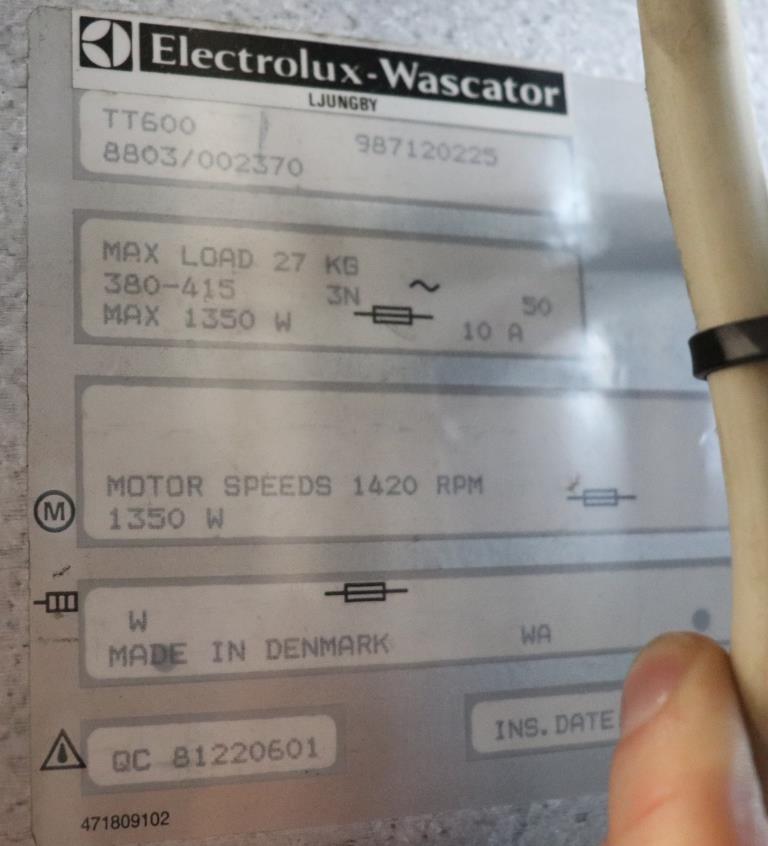 Electrolux-Wascator
LJUNGBY
TT600
8803/002370 987120225
MAX LOAD 27 KG
380-415 3N ~ 50
MAX 1350 W 10 A
MOTOR SPEEDS 1420 RPM
M
1350 W
W
MADE IN DENMARK WA
QC 81220601 INS.DATE
471809102